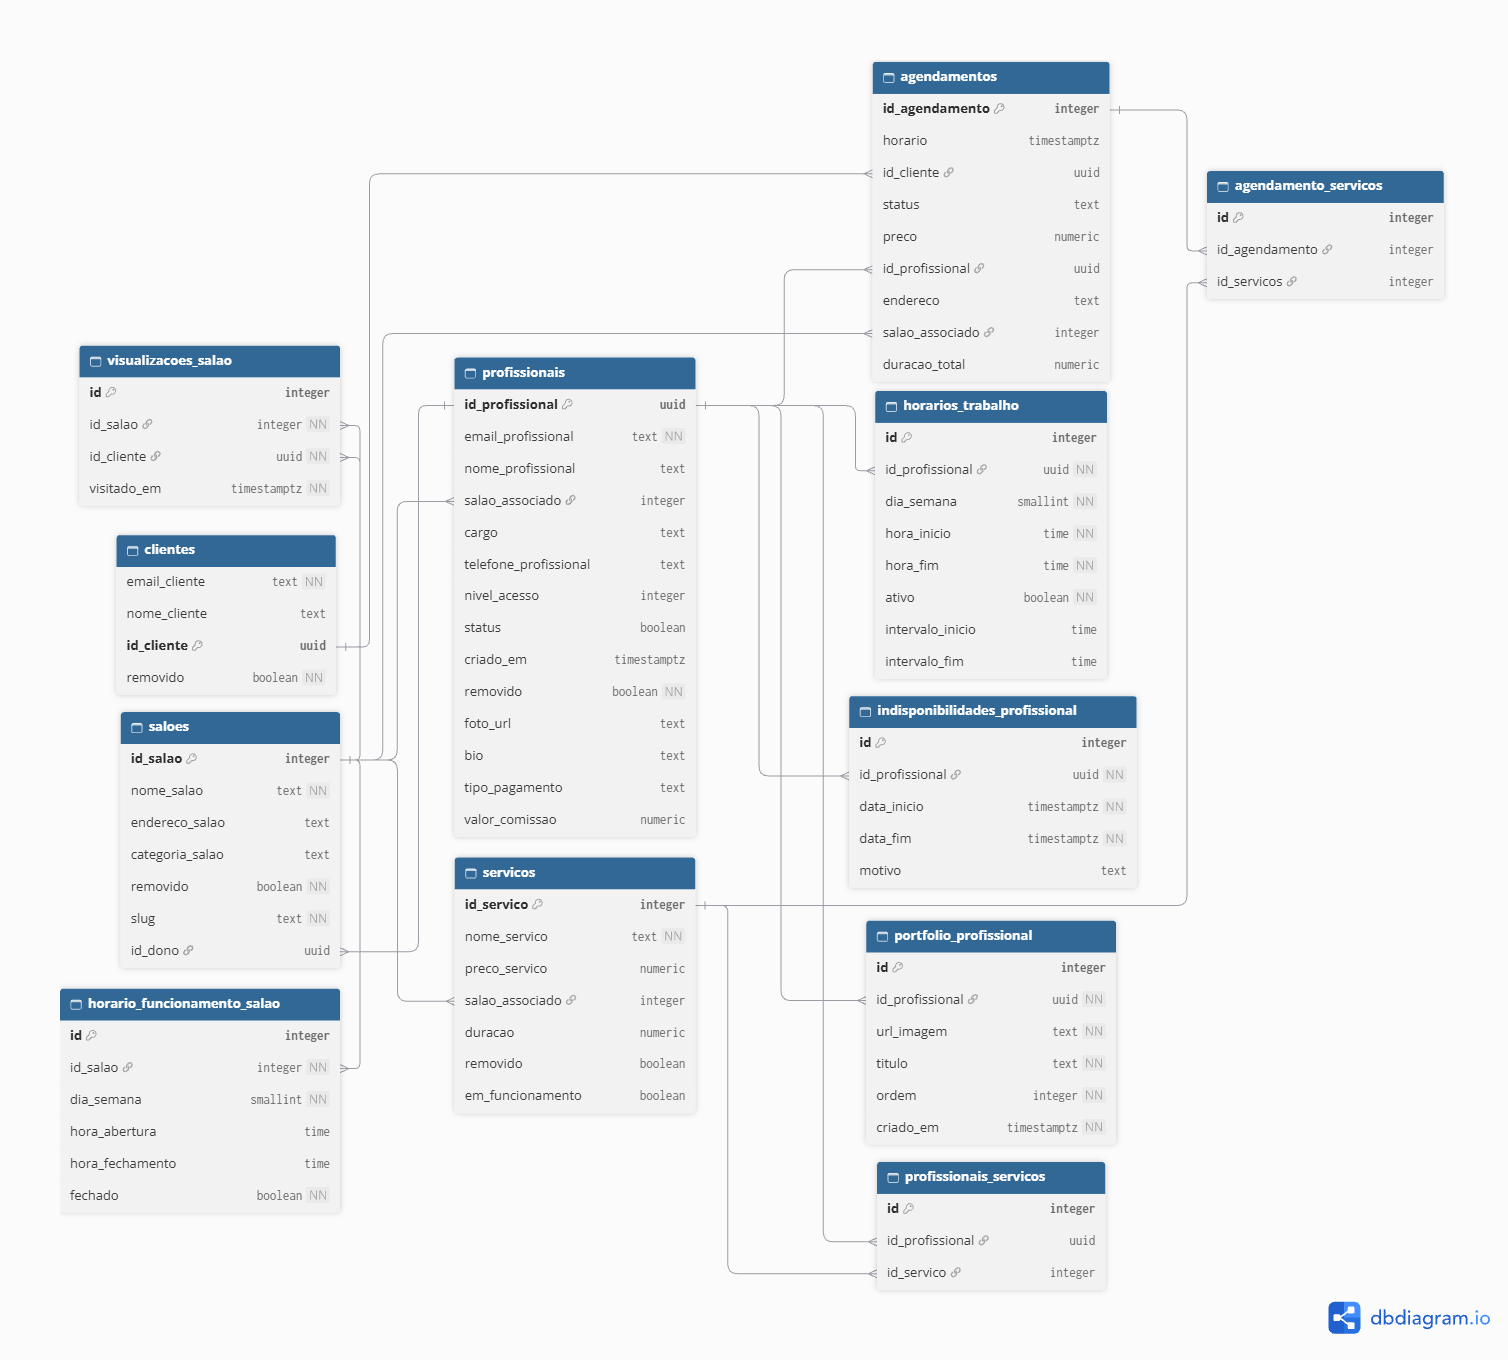 agendamentos
id_agendamento integer
horario timestamptz
id_cliente uuid
status text
preco numeric
id_profissional uuid
endereco text
salao_associado integer
duracao_total numeric
agendamento_servicos
id integer
id_agendamento integer
id_servicos integer
visualizacoes_salao
id integer
id_salao integer NN
id_cliente uuid NN
visitado_em timestamptz NN
profissionais
id_profissional uuid
email_profissional text NN
nome_profissional text
salao_associado integer
cargo text
telefone_profissional text
nivel_acesso integer
status boolean
criado_em timestamptz
removido boolean NN
foto_url text
bio text
tipo_pagamento text
valor_comissao numeric
horarios_trabalho
id integer
id_profissional uuid NN
dia_semana smallint NN
hora_inicio time NN
hora_fim time NN
ativo boolean NN
intervalo_inicio time
intervalo_fim time
clientes
email_cliente text NN
nome_cliente text
id_cliente uuid
removido boolean NN
saloes
id_salao integer
nome_salao text NN
endereco_salao text
categoria_salao text
removido boolean NN
slug text NN
id_dono uuid
indisponibilidades_profissional
id integer
id_profissional uuid NN
data_inicio timestamptz NN
data_fim timestamptz NN
motivo text
servicos
id_servico integer
nome_servico text NN
preco_servico numeric
salao_associado integer
duracao numeric
removido boolean
em_funcionamento boolean
portfolio_profissional
id integer
id_profissional uuid NN
url_imagem text NN
titulo text NN
ordem integer NN
criado_em timestamptz NN
horario_funcionamento_salao
id integer
id_salao integer NN
dia_semana smallint NN
hora_abertura time
hora_fechamento time
fechado boolean NN
profissionais_servicos
id integer
id_profissional uuid
id_servico integer
dbdiagram.io